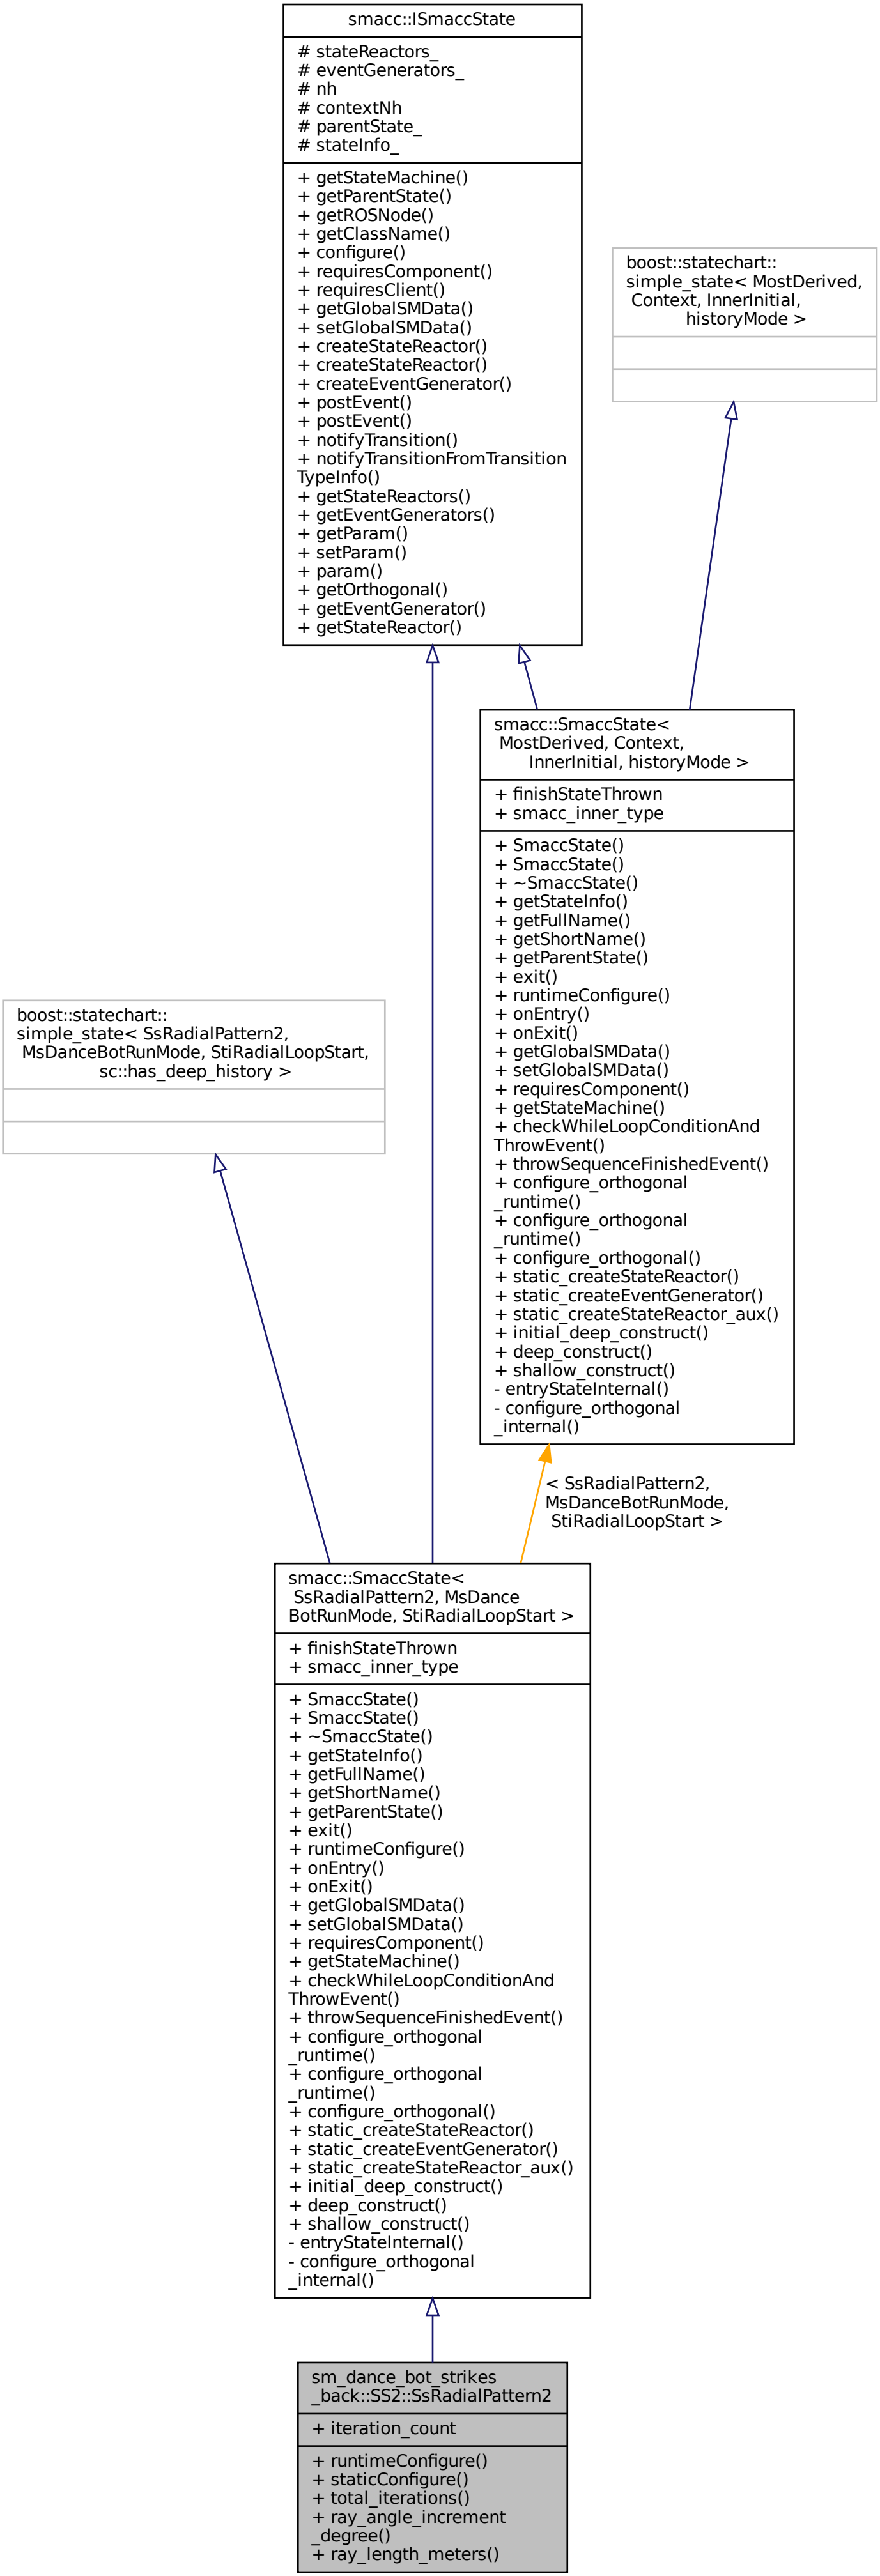 smacc::ISmaccState
# stateReactors_
# eventGenerators_
# nh
# contextNh
# parentState_
# stateInfo_
+ getStateMachine()
+ getParentState()
+ getROSNode()
+ getClassName()
+ configure()
+ requiresComponent()
+ requiresClient()
+ getGlobalSMData()
+ setGlobalSMData()
+ createStateReactor()
+ createStateReactor()
+ createEventGenerator()
+ postEvent()
+ postEvent()
+ notifyTransition()
+ notifyTransitionFromTransition
TypeInfo()
+ getStateReactors()
+ getEventGenerators()
+ getParam()
+ setParam()
+ param()
+ getOrthogonal()
+ getEventGenerator()
+ getStateReactor()
boost::statechart::
simple_state< MostDerived,
Context, InnerInitial,
historyMode >
smacc::SmaccState<
MostDerived, Context,
InnerInitial, historyMode >
+ finishStateThrown
+ smacc_inner_type
+ SmaccState()
+ SmaccState()
+ ~SmaccState()
+ getStateInfo()
+ getFullName()
+ getShortName()
+ getParentState()
+ exit()
+ runtimeConfigure()
+ onEntry()
+ onExit()
+ getGlobalSMData()
+ setGlobalSMData()
+ requiresComponent()
+ getStateMachine()
+ checkWhileLoopConditionAnd
ThrowEvent()
+ throwSequenceFinishedEvent()
+ configure_orthogonal
_runtime()
+ configure_orthogonal
_runtime()
+ configure_orthogonal()
+ static_createStateReactor()
+ static_createEventGenerator()
+ static_createStateReactor_aux()
+ initial_deep_construct()
+ deep_construct()
+ shallow_construct()
- entryStateInternal()
- configure_orthogonal
_internal()
boost::statechart::
simple_state< SsRadialPattern2,
MsDanceBotRunMode, StiRadialLoopStart,
sc::has_deep_history >
< SsRadialPattern2,
MsDanceBotRunMode,
StiRadialLoopStart >
smacc::SmaccState<
SsRadialPattern2, MsDance
BotRunMode, StiRadialLoopStart >
+ finishStateThrown
+ smacc_inner_type
+ SmaccState()
+ SmaccState()
+ ~SmaccState()
+ getStateInfo()
+ getFullName()
+ getShortName()
+ getParentState()
+ exit()
+ runtimeConfigure()
+ onEntry()
+ onExit()
+ getGlobalSMData()
+ setGlobalSMData()
+ requiresComponent()
+ getStateMachine()
+ checkWhileLoopConditionAnd
ThrowEvent()
+ throwSequenceFinishedEvent()
+ configure_orthogonal
_runtime()
+ configure_orthogonal
_runtime()
+ configure_orthogonal()
+ static_createStateReactor()
+ static_createEventGenerator()
+ static_createStateReactor_aux()
+ initial_deep_construct()
+ deep_construct()
+ shallow_construct()
- entryStateInternal()
- configure_orthogonal
_internal()
sm_dance_bot_strikes
_back::SS2::SsRadialPattern2
+ iteration_count
+ runtimeConfigure()
+ staticConfigure()
+ total_iterations()
+ ray_angle_increment
_degree()
+ ray_length_meters()